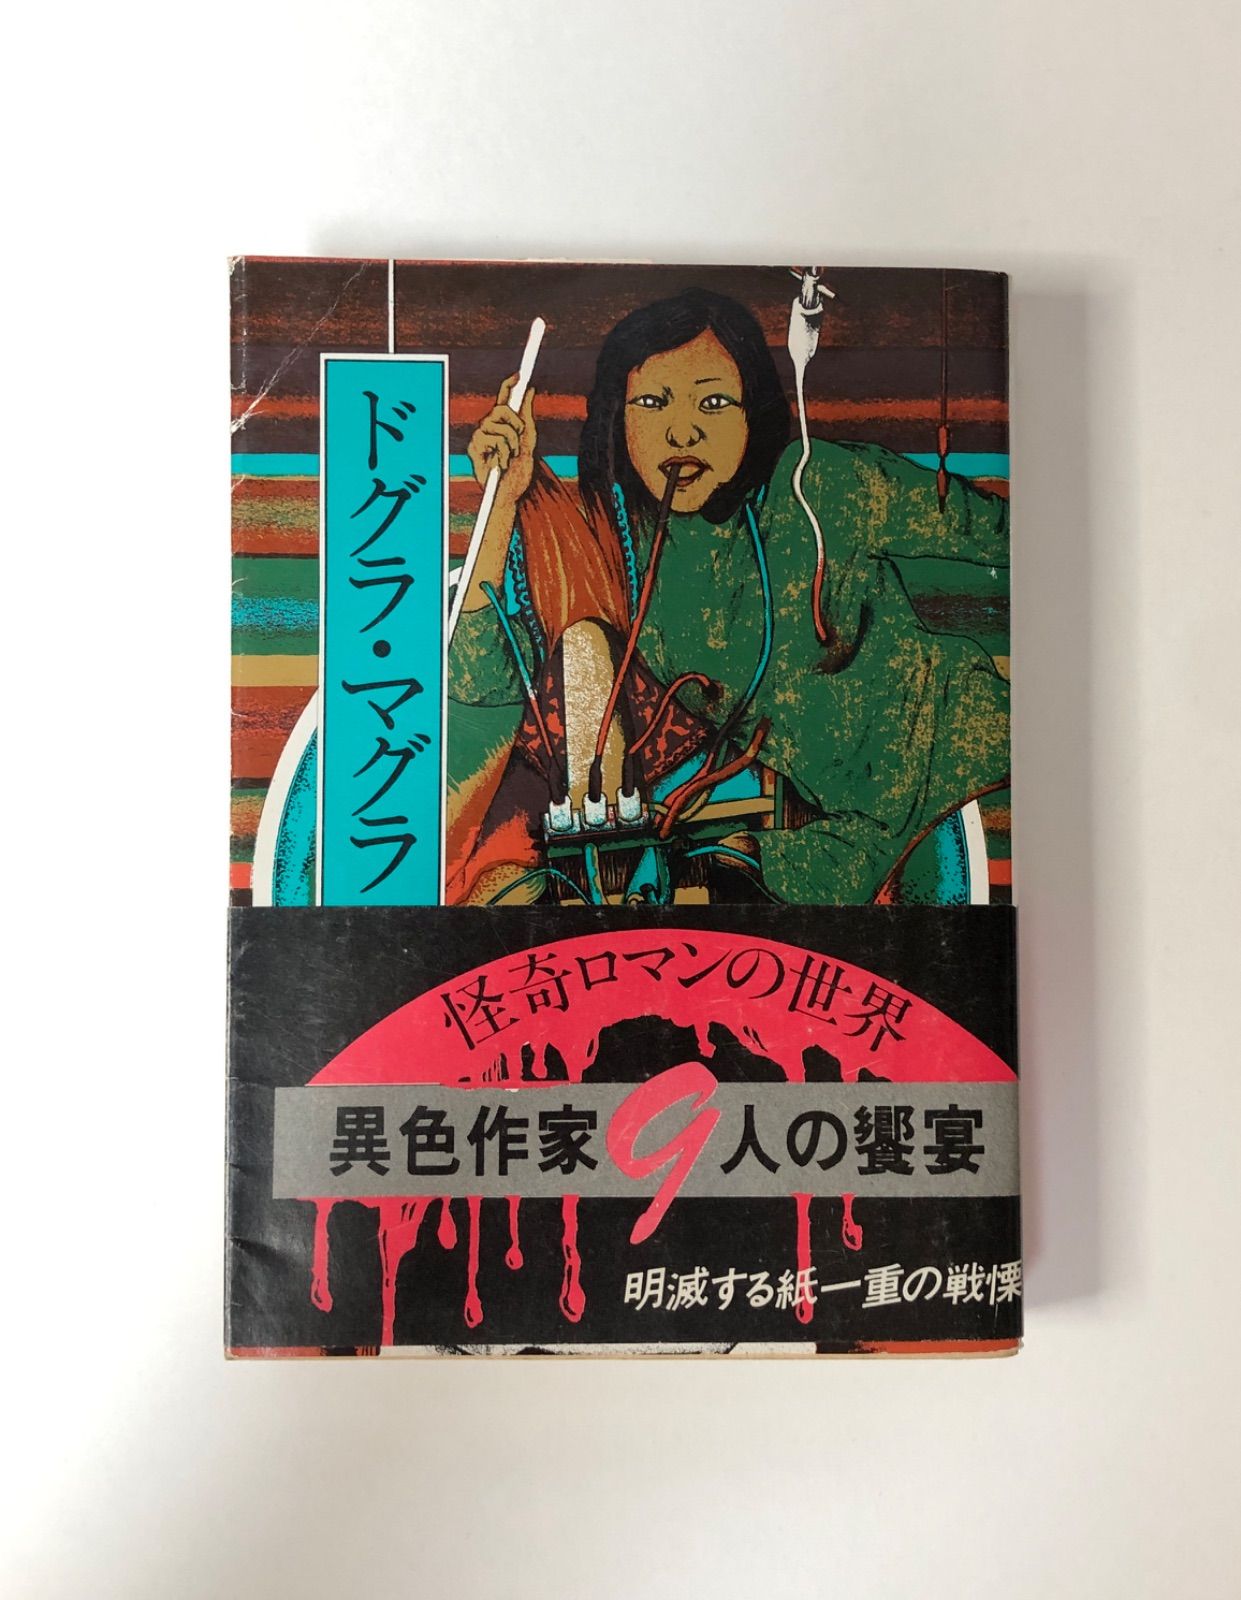 ドグラ・マグラ
怪奇ロマンの世界
異色作家9人の饗宴
明滅する紙一重の戦慄